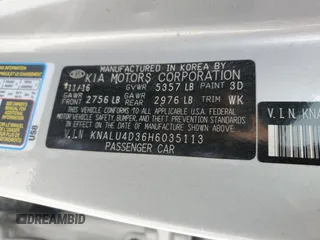 MANUFACTURED IN KOREA BY
KIA MOTORS CORPORATION
*11/16 GVWR 5357 LB PAINT 3D
GAWR GAWR
FRONT 2756 LB REAR 2976 LB TRIM WK
THIS VEHICLE CONFORMS TO ALL APPLICABLE FEDERAL
MOTOR VEHICLE SAFETY, BUMPER, AND THEFT PREVENTION
STANDARDS IN EFFECT ON THE DATE OF MANUFACTURE
SHOWN ABOVE.
V.I.N KNALU4D36H6035113
PASSENGER CAR
V.I.N KNA
USB
DREAMBID